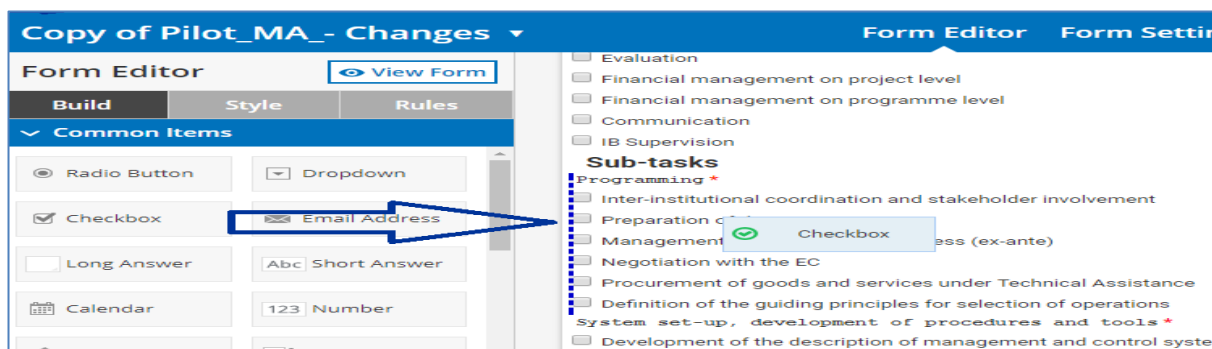 Copy of Pilot_MA_- Changes
Form Editor Form Settin
Form Editor
View Form
Build Style Rules
Common Items
Radio Button Dropdown
Checkbox Email Address
Long Answer Abc Short Answer
Calendar 123 Number
Evaluation
Financial management on project level
Financial management on programme level
Communication
IB Supervision
Sub-tasks
Programming *
Inter-institutional coordination and stakeholder involvement
Preparation
Checkbox
Management ess (ex-ante)
Negotiation with the EC
Procurement of goods and services under Technical Assistance
Definition of the guiding principles for selection of operations
System set-up, development of procedures and tools *
Development of the description of management and control syste